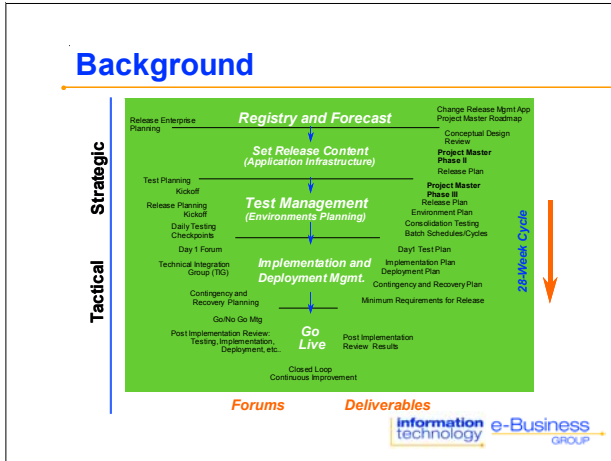 Background
Strategic
Tactical
Release Enterprise
Planning
Registry and Forecast
Change Release Mgmt App
Project Master Roadmap
Conceptual Design
Review
Set Release Content
(Application Infrastructure)
Project Master
Phase II
Release Plan
Test Planning
Kickoff
Project Master
Phase III
Release Plan
Test Management
(Environments Planning)
Release Planning
Kickoff
Environment Plan
Daily Testing
Checkpoints
Consolidation Testing
Batch Schedules/Cycles
Day 1 Forum
Day1 Test Plan
Technical Integration
Group (TIG)
Implementation and
Deployment Mgmt.
Implementation Plan
Deployment Plan
Contingency and Recovery Plan
Contingency and
Recovery Planning
Minimum Requirements for Release
Go/No Go Mtg
Go
Live
Post Implementation Review:
Testing, Implementation,
Deployment, etc..
Post Implementation
Review Results
Closed Loop
Continuous Improvement
28-Week Cycle
Forums
Deliverables
information
technology
e-Business
GROUP